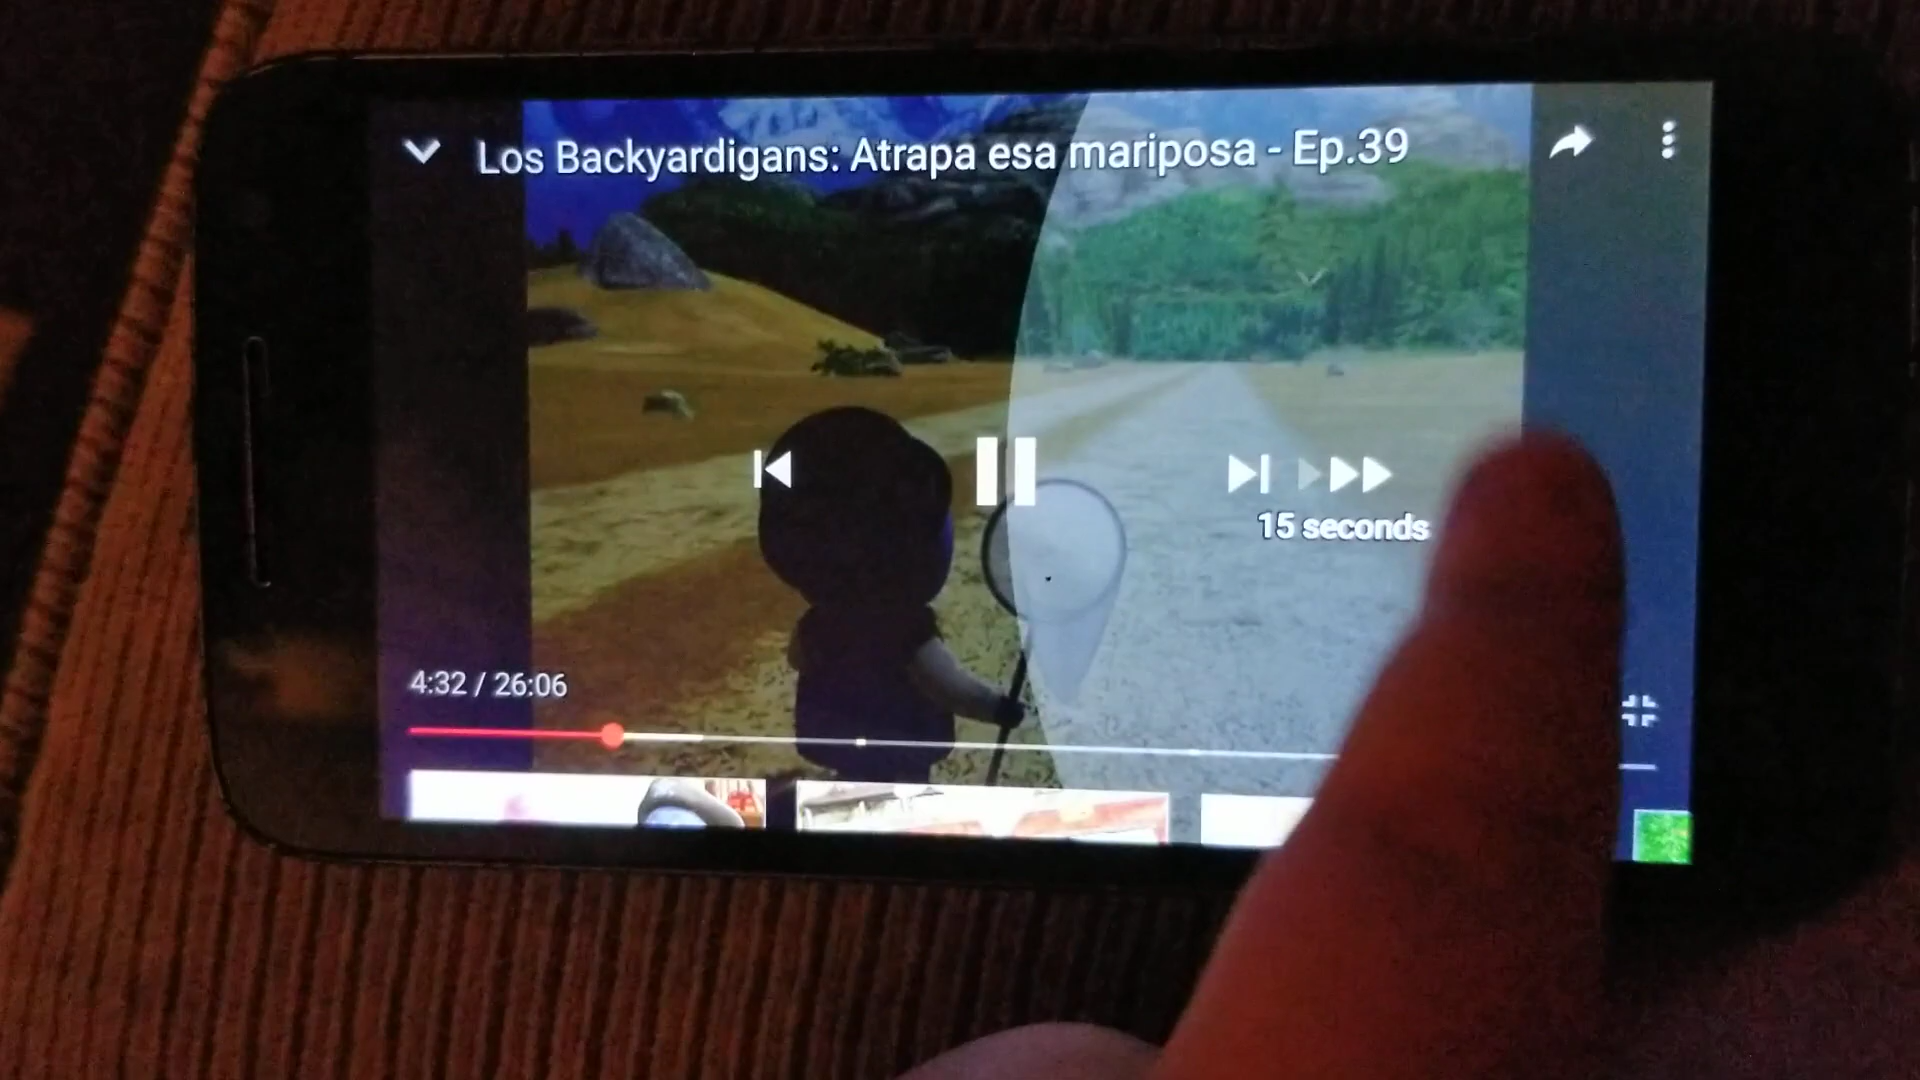 Los Backyardigans: Atrapa esa mariposa - Ep.39
15 seconds
4:32 / 26:06